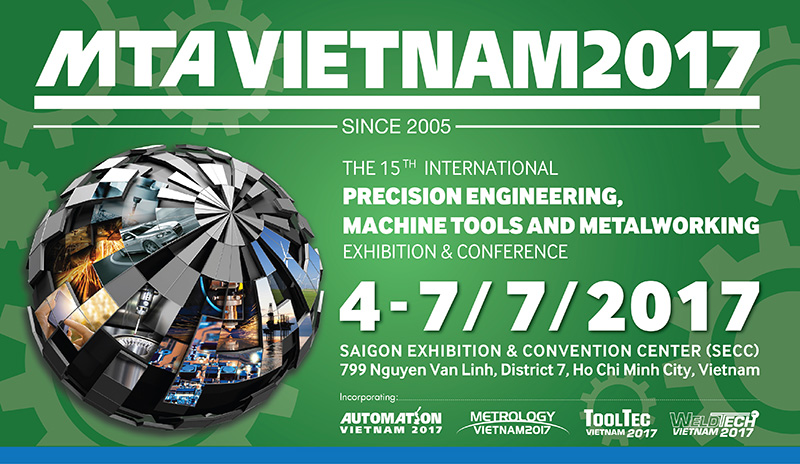 MTA VIETNAM2017
SINCE 2005
THE 15TH INTERNATIONAL
PRECISION ENGINEERING,
MACHINE TOOLS AND METALWORKING
EXHIBITION & CONFERENCE
4 - 7/ 7/ 2017
SAIGON EXHIBITION & CONVENTION CENTER (SECC)
799 Nguyen Van Linh, District 7, Ho Chi Minh City, Vietnam
Incorporating:
AUTOMATION
VIETNAM 2017
METROLOGY
VIETNAM2017
TOOLTEC
VIETNAM 2017
WELDTECH
VIETNAM 2017